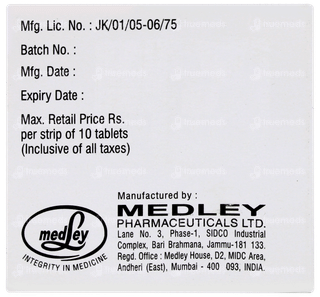 Mfg. Lic. No. : JK/01/05-06/75
Batch No. :
Mfg. Date :
Expiry Date :
Max. Retail Price Rs.
per strip of 10 tablets
(Inclusive of all taxes)
Manufactured by :
MEDLEY
PHARMACEUTICALS LTD.
Lane No. 3, Phase-1, SIDCO Industrial
Complex, Bari Brahmana, Jammu-181 133.
Regd. Office : Medley House, D2, MIDC Area,
Andheri (East), Mumbai - 400 093, INDIA.
medley
INTEGRITY IN MEDICINE